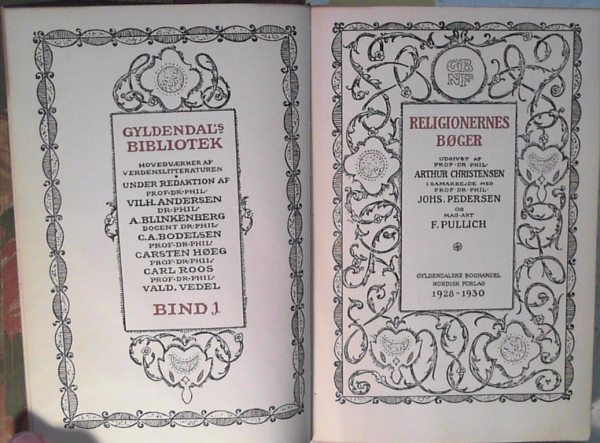 GYLDENDAL'S
BIBLIOTEK
HOVEDVÆRKER AF
VERDENSLITTERATUREN
UNDER REDAKTION AF
PROF·DR·PHIL·
VILH. ANDERSEN
DR·PHIL·
A. BLINKENBERG
DOCENT DR·PHIL·
C.A. BODELSEN
PROF·DR·PHIL·
CARSTEN HØEG
PROF·DR·PHIL·
CARL ROOS
PROF·DR·PHIL·
VALD. VEDEL
BIND 1
GB
NF
RELIGIONERNES
BØGER
UDGIVET AF
PROF·DR·PHIL·
ARTHUR CHRISTENSEN
I SAMARBEJDE MED
PROF·DR·PHIL·
JOHS. PEDERSEN
OG
MAG·ART
F. PULLICH
GYLDENDALSKE BOGHANDEL
NORDISK FORLAG
1928-1930